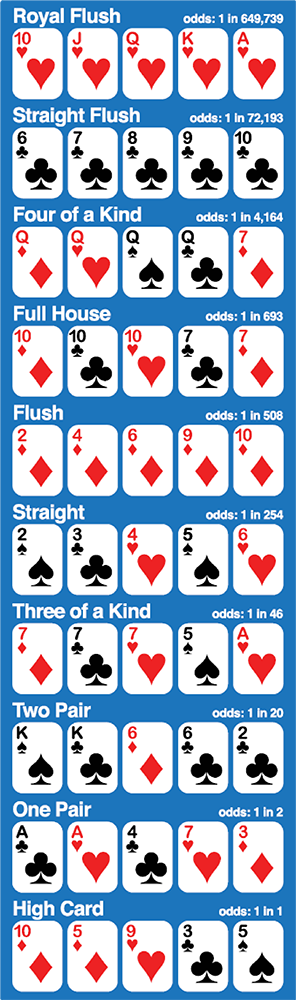 Royal Flush odds: 1 in 649,739
10 J Q K A
Straight Flush odds: 1 in 72,193
6 7 8 9 10
Four of a Kind odds: 1 in 4,164
Q Q Q Q 7
Full House odds: 1 in 693
10 10 10 7 7
Flush odds: 1 in 508
2 4 6 9 10
Straight odds: 1 in 254
2 3 4 5 6
Three of a Kind odds: 1 in 46
7 7 7 5 A
Two Pair odds: 1 in 20
K K 6 6 2
One Pair odds: 1 in 2
A A 4 7 3
High Card odds: 1 in 1
10 5 9 3 5